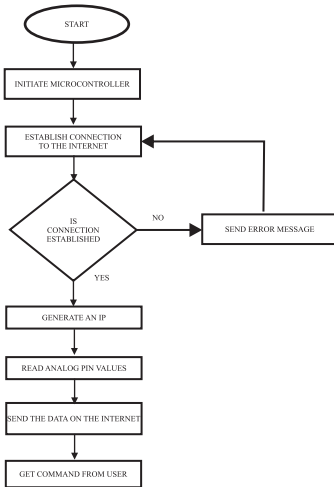 START
INITIATE MICROCONTROLLER
ESTABLISH CONNECTION
TO THE INTERNET
IS
CONNECTION
ESTABLISHED
NO
SEND ERROR MESSAGE
YES
GENERATE AN IP
READ ANALOG PIN VALUES
SEND THE DATA ON THE INTERNET
GET COMMAND FROM USER